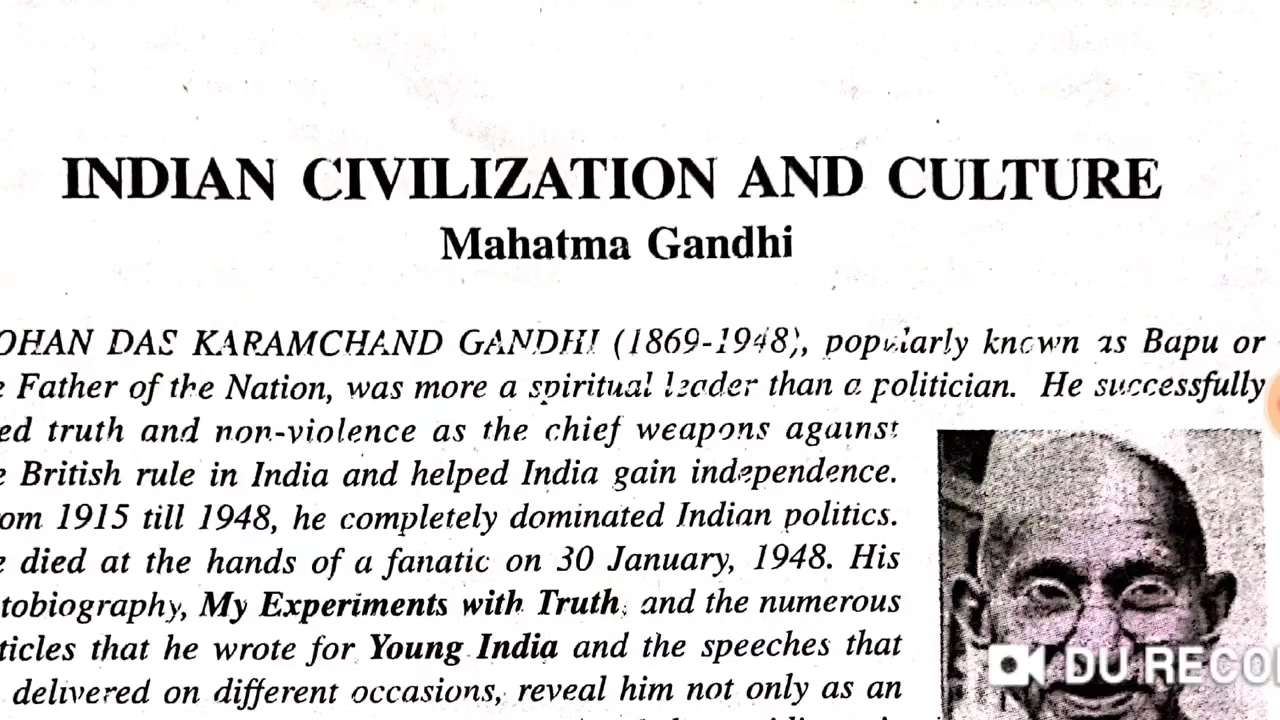 INDIAN CIVILIZATION AND CULTURE
Mahatma Gandhi
OHAN DAS KARAMCHAND GANDHI (1869-1948), popularly known as Bapu or
e Father of the Nation, was more a spiritual leader than a politician. He successfully
ed truth and non-violence as the chief weapons against
e British rule in India and helped India gain independence.
om 1915 till 1948, he completely dominated Indian politics.
e died at the hands of a fanatic on 30 January, 1948. His
tobiography, My Experiments with Truth, and the numerous
ticles that he wrote for Young India and the speeches that
delivered on different occasions, reveal him not only as an
DU RECO